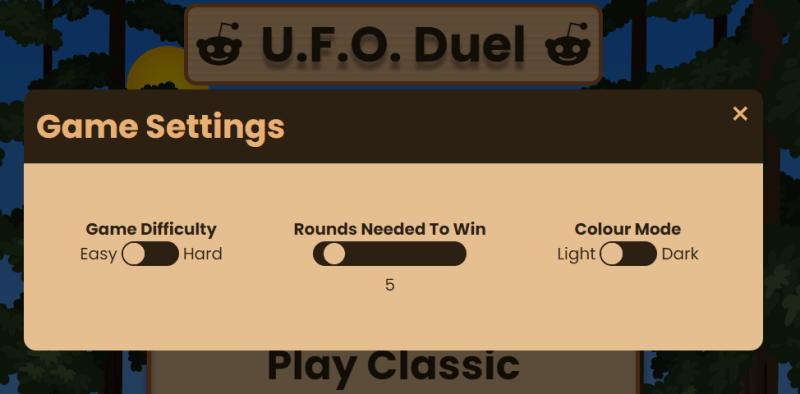 U.F.O. Duel
Game Settings
×
Game Difficulty
Easy Hard
Rounds Needed To Win
5
Colour Mode
Light Dark
Play Classic